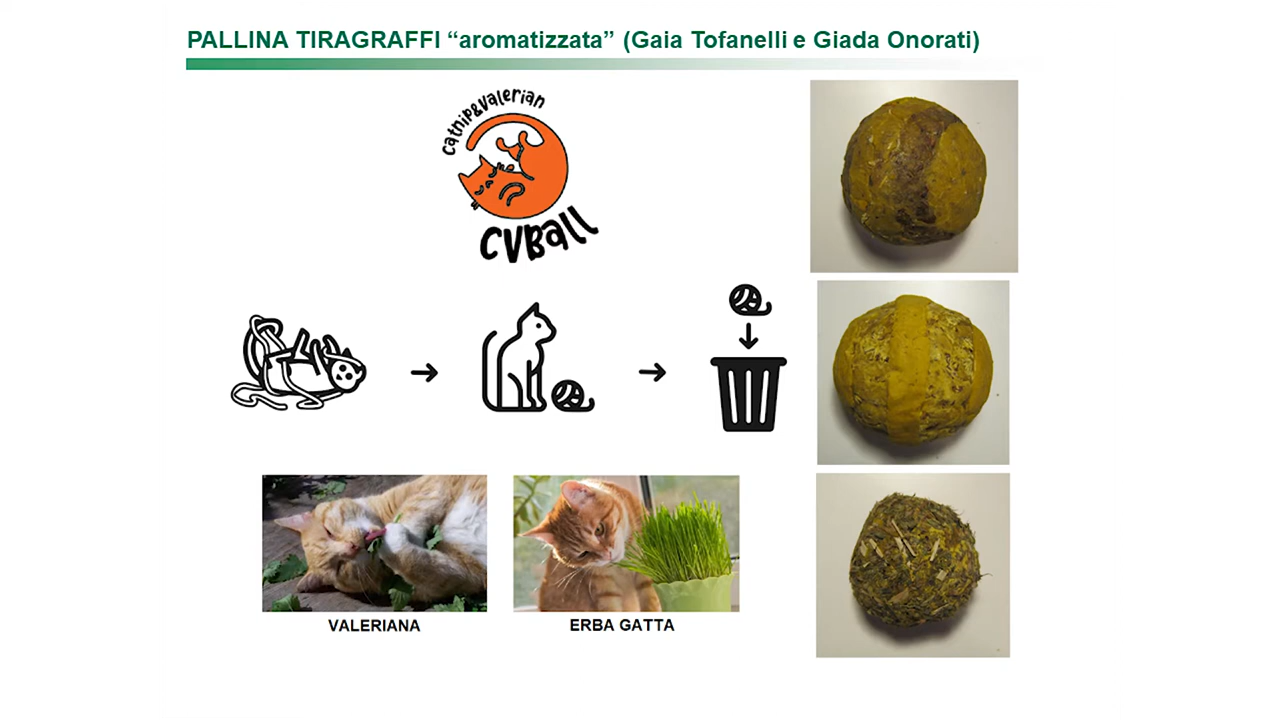 PALLINA TIRAGRAFFI “aromatizzata” (Gaia Tofanelli e Giada Onorati)
catnip&valerian
CVBall
VALERIANA
ERBA GATTA